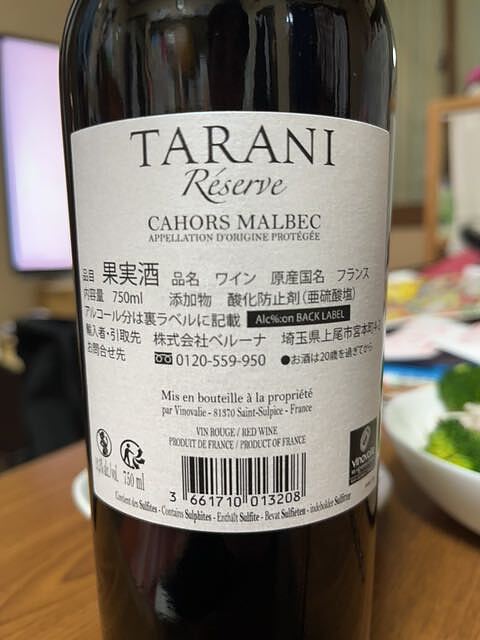 TARANI
Réserve
CAHORS MALBEC
APPELLATION D'ORIGINE PROTÉGÉE
品目 果実酒 品名 ワイン 原産国名 フランス
内容量 750ml 添加物 酸化防止剤(亜硫酸塩)
アルコール分は裏ラベルに記載 Alc%:on BACK LABEL
輸入者・引取先 株式会社ベルーナ 埼玉県上尾市宮本町4-2
お問合せ先 0120-559-950 ●お酒は20歳を過ぎてから
Mis en bouteille à la propriété
par Vinovalie - 81370 Saint-Sulpice - France
VIN ROUGE / RED WINE
PRODUIT DE FRANCE / PRODUCT OF FRANCE
vinovalie
% vol. 750 ml
3 661710 013208
Contient des Sulfites - Contains Sulphites - Enthält Sulfite - Bevat Sulfieten - indeholder Sulfitter